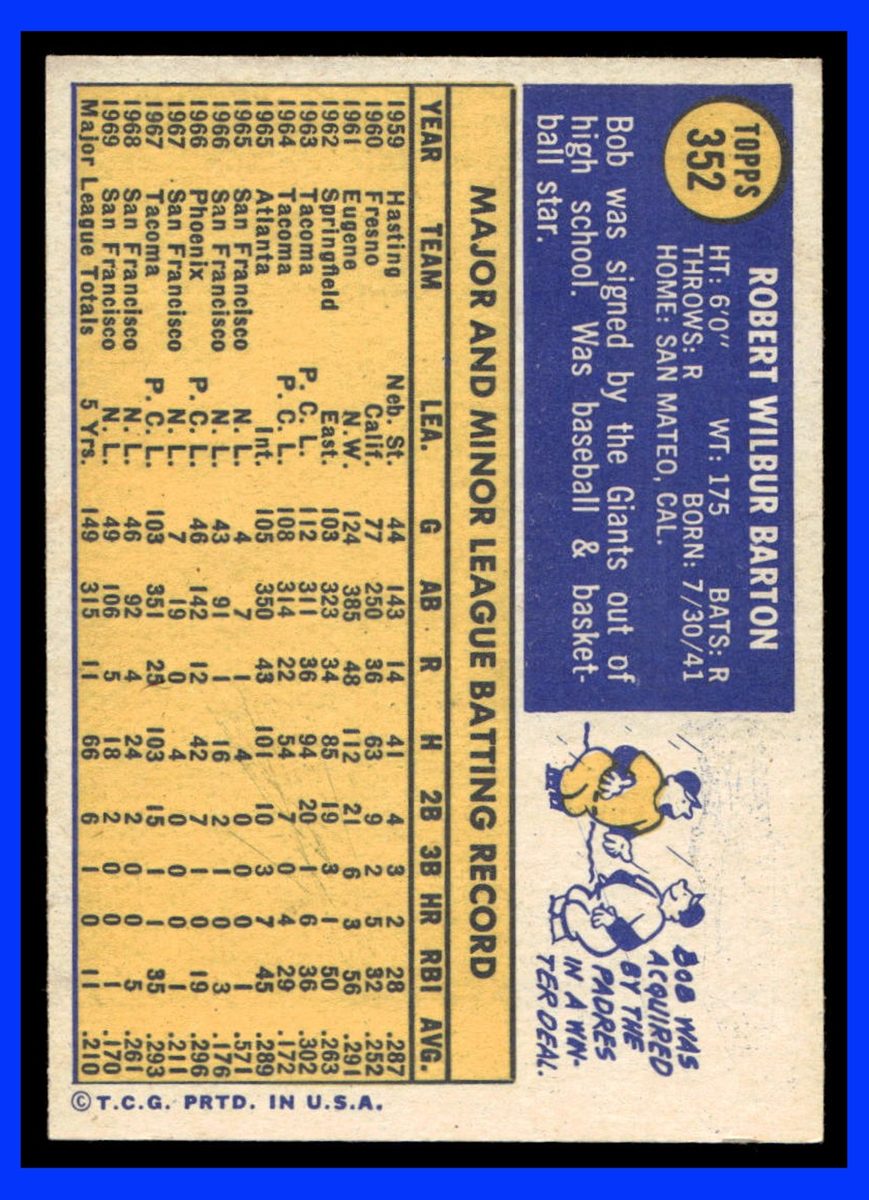 TOPPS
352
ROBERT WILBUR BARTON
HT: 6'0" WT: 175 BATS: R
THROWS: R BORN: 7/30/41
HOME: SAN MATEO, CAL.
Bob was signed by the Giants out of
high school. Was baseball & basket-
ball star.
BOB WAS
ACQUIRED
BY THE
PADRES
IN A WIN-
TER DEAL.
MAJOR AND MINOR LEAGUE BATTING RECORD
YEAR TEAM LEA. G AB R H 2B 3B HR RBI AVG.
1959 Hasting Neb. St. 44 143 14 41 4 3 2 28 .287
1960 Fresno Calif. 77 250 36 63 9 2 5 32 .252
1961 Eugene N.W. 124 385 48 112 21 6 3 56 .291
1962 Springfield East. 103 323 34 85 19 3 1 50 .263
1963 Tacoma P.C.L. 112 311 36 94 20 1 6 36 .302
1964 Tacoma P.C.L. 108 314 22 54 7 0 4 29 .172
1965 Atlanta Int. 105 350 43 101 10 3 7 45 .289
1965 San Francisco N.L. 4 7 1 4 0 0 0 1 .571
1966 San Francisco N.L. 43 91 1 16 2 1 0 3 .176
1966 Phoenix P.C.L. 46 142 12 42 7 0 1 19 .296
1967 San Francisco N.L. 7 19 0 4 0 0 0 1 .211
1967 Tacoma P.C.L. 103 351 25 103 15 1 1 35 .293
1968 San Francisco N.L. 46 92 4 24 2 0 0 5 .261
1969 San Francisco N.L. 49 106 5 18 2 0 0 1 .170
Major League Totals 5 Yrs. 149 315 11 66 6 1 0 11 .210
© T.C.G. PRTD. IN U.S.A.